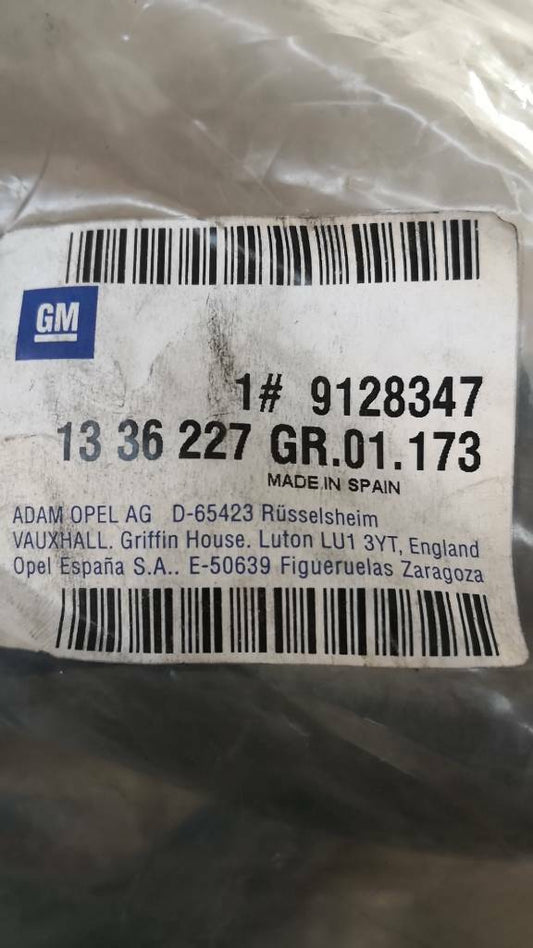 GM
1# 9128347
13 36 227 GR.01.173
MADE IN SPAIN
ADAM OPEL AG D-65423 Rüsselsheim
VAUXHALL. Griffin House. Luton LU1 3YT, England
Opel España S.A.. E-50639 Figueruelas Zaragoza